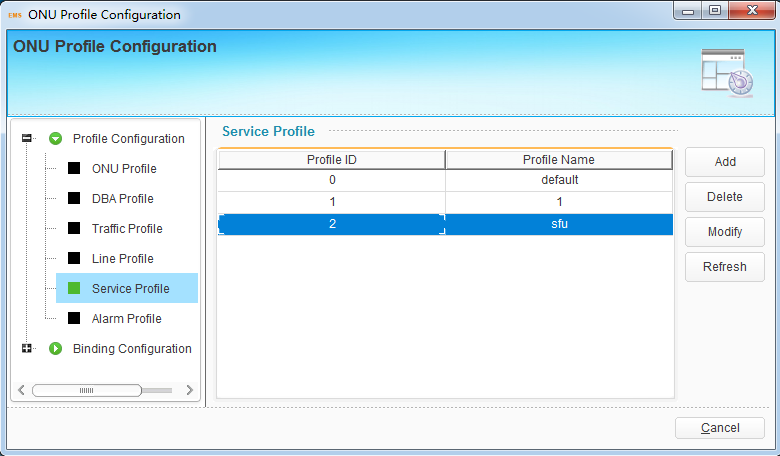 EMS ONU Profile Configuration
ONU Profile Configuration
Profile Configuration
ONU Profile
DBA Profile
Traffic Profile
Line Profile
Service Profile
Alarm Profile
Binding Configuration
Service Profile
Profile ID Profile Name
0 default
1 1
2 sfu
Add
Delete
Modify
Refresh
Cancel